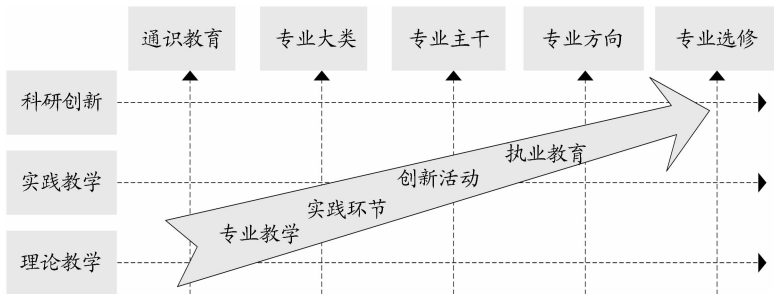 通识教育
专业大类
专业主干
专业方向
专业选修
科研创新
实践教学
理论教学
执业教育
创新活动
实践环节
专业教学